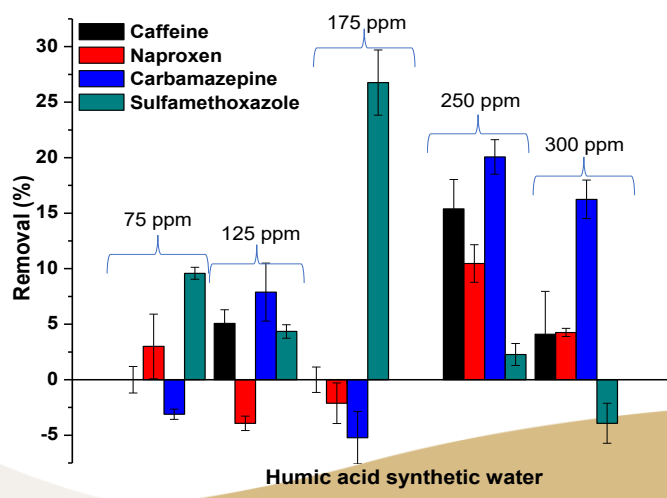 Caffeine
Naproxen
Carbamazepine
Sulfamethoxazole
175 ppm
250 ppm
300 ppm
75 ppm
125 ppm
Removal (%)
30
25
20
15
10
5
0
-5
Humic acid synthetic water